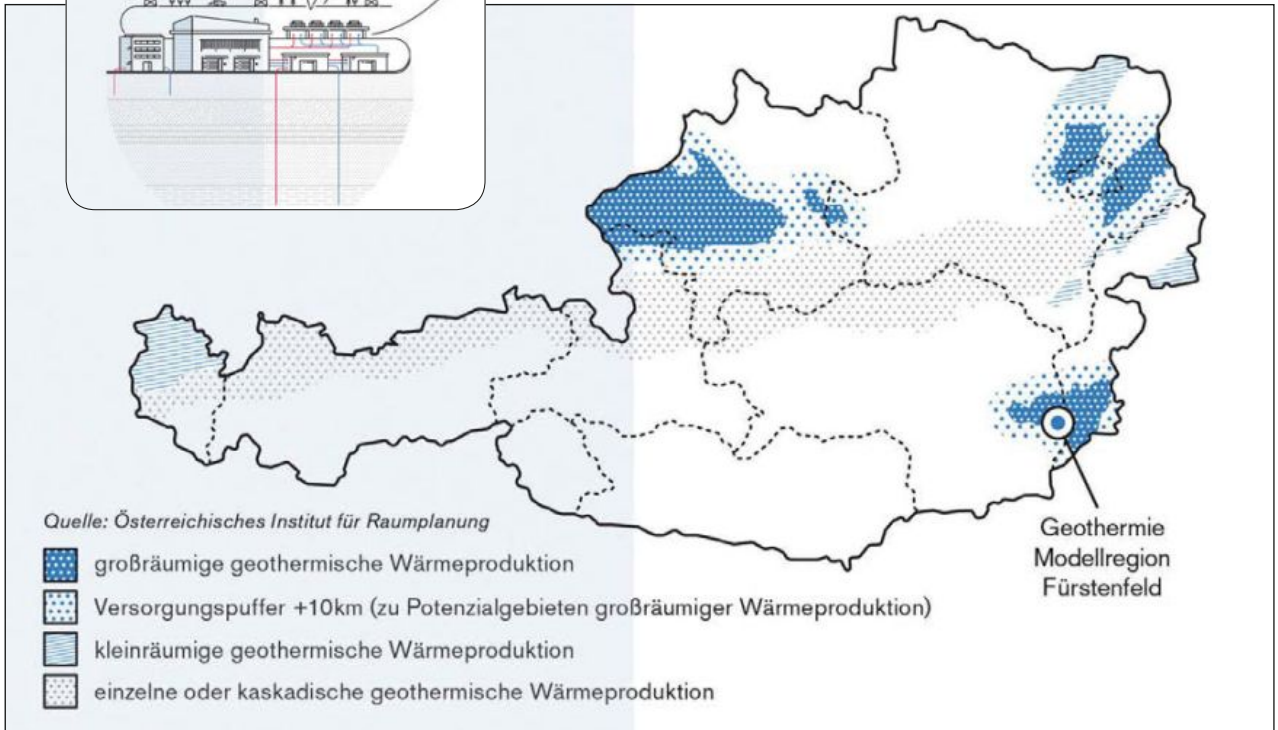 Quelle: Österreichisches Institut für Raumplanung
großräumige geothermische Wärmeproduktion
Versorgungspuffer +10km (zu Potenzialgebieten großräumiger Wärmeproduktion)
kleinräumige geothermische Wärmeproduktion
einzelne oder kaskadische geothermische Wärmeproduktion
Geothermie
Modellregion
Fürstenfeld